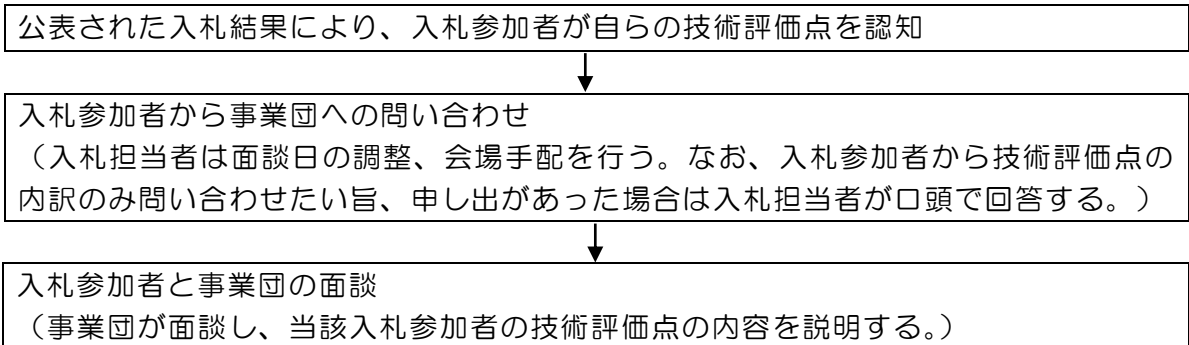 公表された入札結果により、入札参加者が自らの技術評価点を認知
入札参加者から事業団への問い合わせ
（入札担当者は面談日の調整、会場手配を行う。なお、入札参加者から技術評価点の
内訳のみ問い合わせたい旨、申し出があった場合は入札担当者が口頭で回答する。）
入札参加者と事業団の面談
（事業団が面談し、当該入札参加者の技術評価点の内容を説明する。）